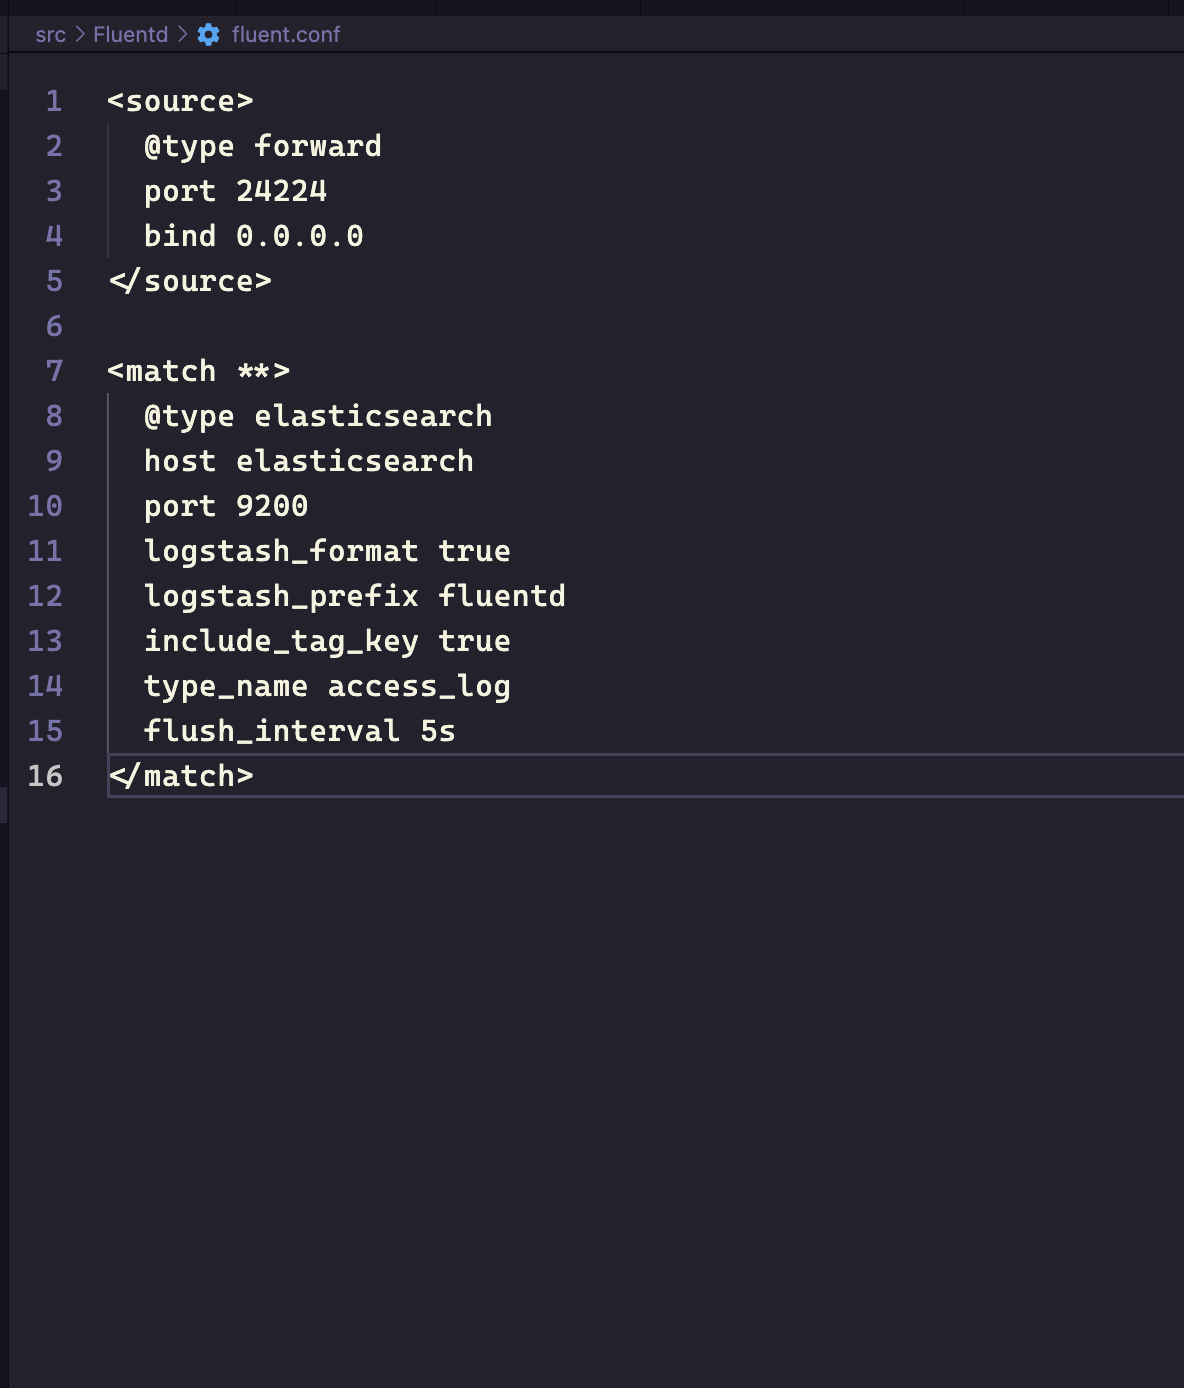 src > Fluentd > fluent.conf
1 <source>
2   @type forward
3   port 24224
4   bind 0.0.0.0
5 </source>
6
7 <match **>
8   @type elasticsearch
9   host elasticsearch
10   port 9200
11   logstash_format true
12   logstash_prefix fluentd
13   include_tag_key true
14   type_name access_log
15   flush_interval 5s
16 </match>